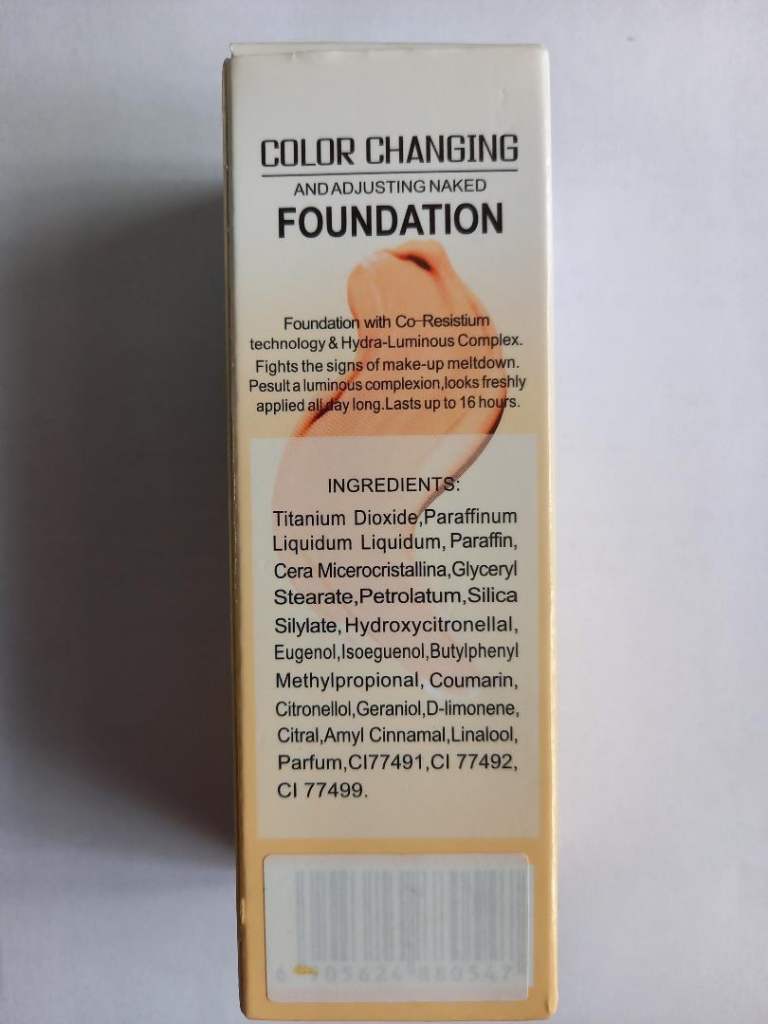 COLOR CHANGING
AND ADJUSTING NAKED
FOUNDATION
Foundation with Co-Resistium
technology & Hydra-Luminous Complex.
Fights the signs of make-up meltdown.
Pesult a luminous complexion,looks freshly
applied all day long.Lasts up to 16 hours.
INGREDIENTS:
Titanium Dioxide,Paraffinum
Liquidum Liquidum, Paraffin,
Cera Micerocristallina,Glyceryl
Stearate,Petrolatum,Silica
Silylate, Hydroxycitronellal,
Eugenol,Isoeguenol,Butylphenyl
Methylpropional, Coumarin,
Citronellol,Geraniol,D-limonene,
Citral,Amyl Cinnamal,Linalool,
Parfum,CI77491,CI 77492,
CI 77499.